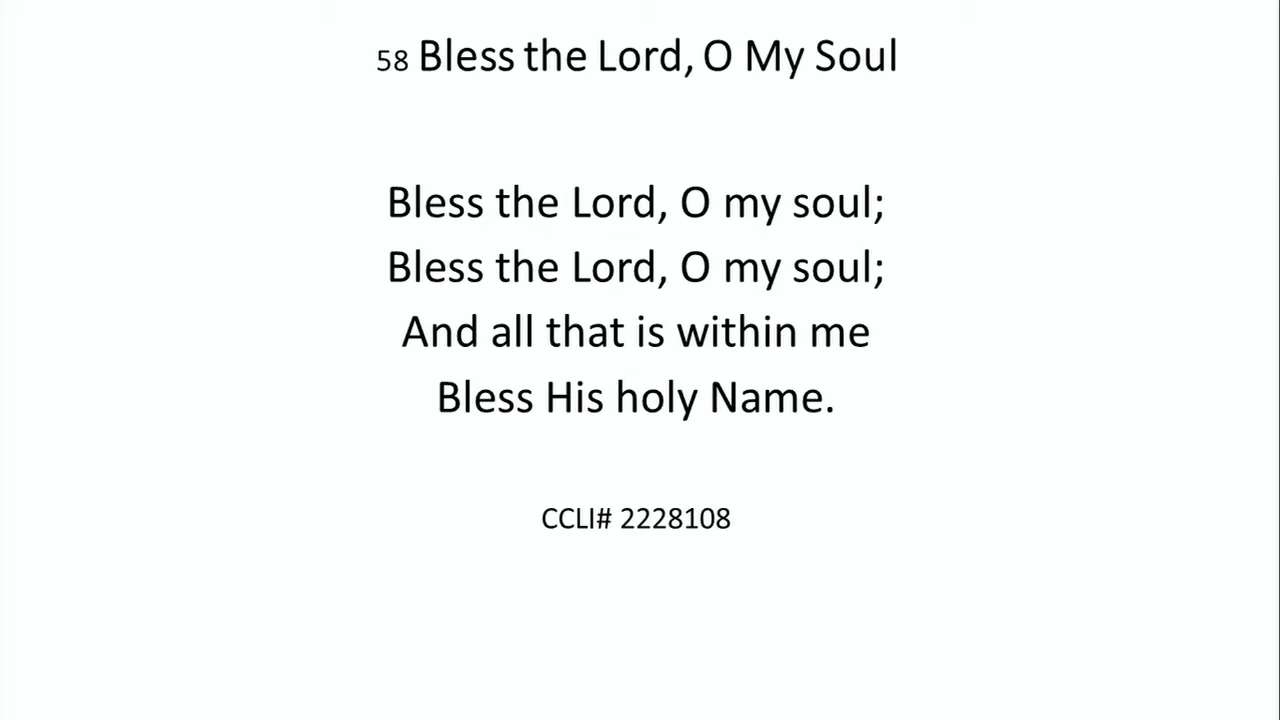 58 Bless the Lord, O My Soul
Bless the Lord, O my soul;
Bless the Lord, O my soul;
And all that is within me
Bless His holy Name.
CCLI# 2228108